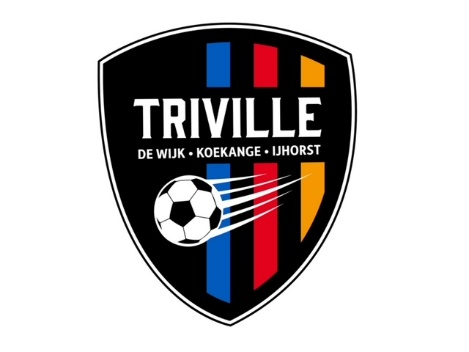 TRIVILLE
DE WIJK • KOEKANGE • IJHORST